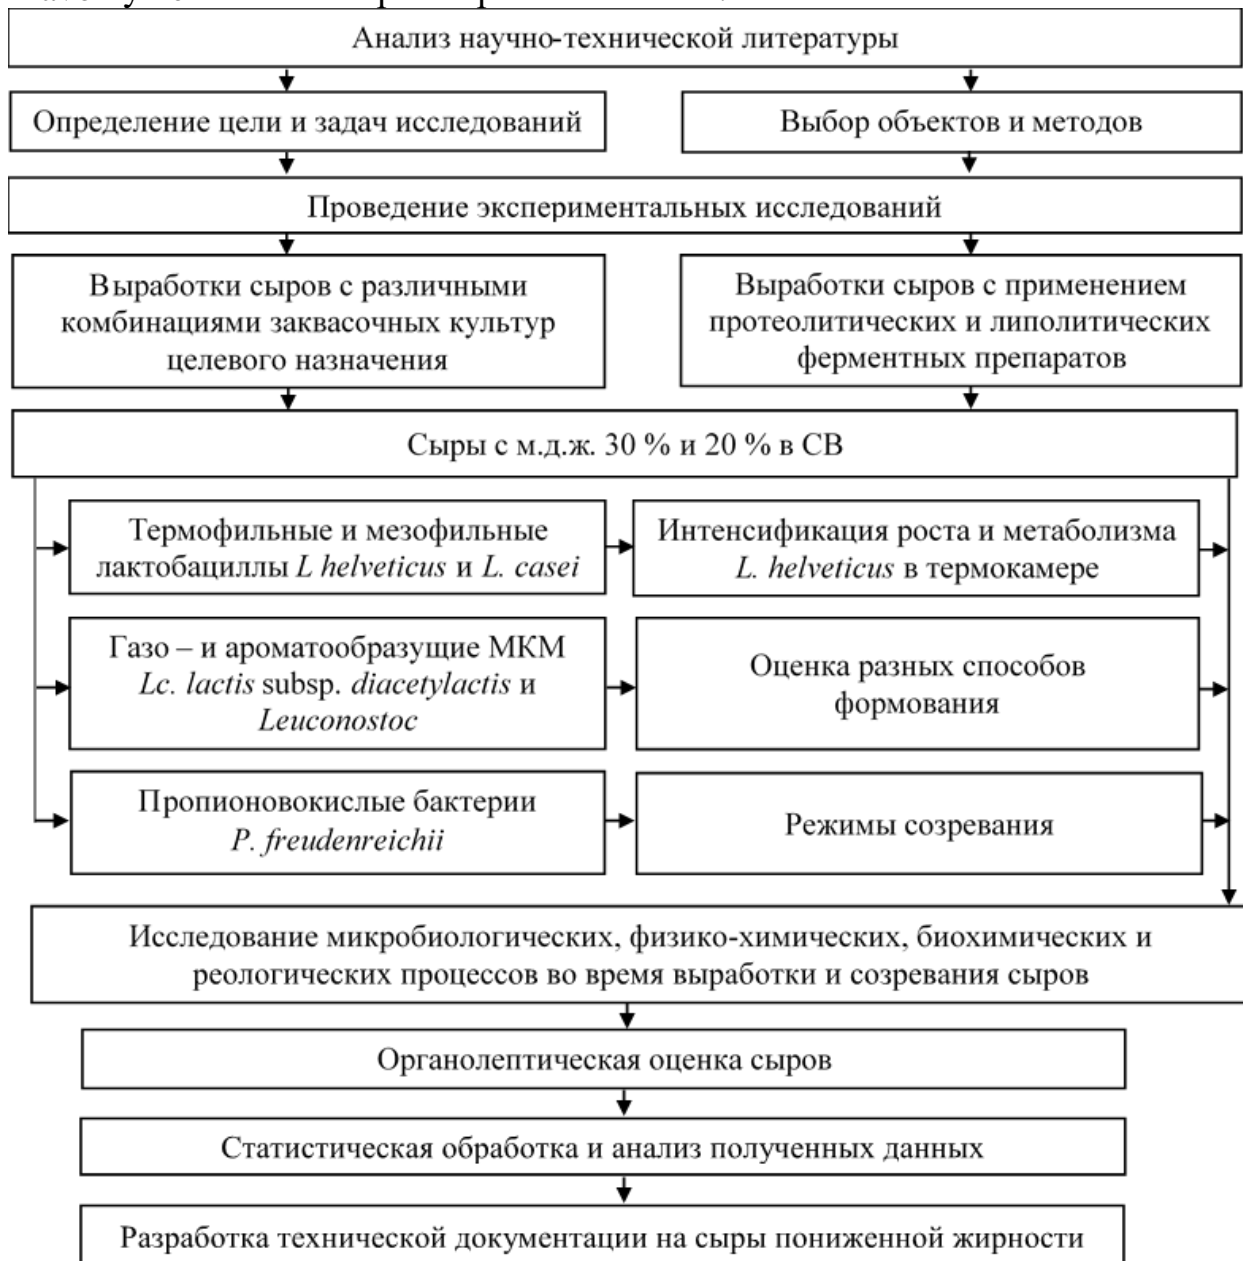 Анализ научно-технической литературы
Определение цели и задач исследований
Выбор объектов и методов
Проведение экспериментальных исследований
Выработки сыров с различными
комбинациями заквасочных культур
целевого назначения
Выработки сыров с применением
протеолитических и липолитических
ферментных препаратов
Сыры с м.д.ж. 30 % и 20 % в СВ
Термофильные и мезофильные
лактобациллы L helveticus и L. casei
Интенсификация роста и метаболизма
L. helveticus в термокамере
Газо – и ароматообразущие МКМ
Lc. lactis subsp. diacetylactis и
Leuconostoc
Оценка разных способов
формования
Пропионовокислые бактерии
P. freudenreichii
Режимы созревания
Исследование микробиологических, физико-химических, биохимических и
реологических процессов во время выработки и созревания сыров
Органолептическая оценка сыров
Статистическая обработка и анализ полученных данных
Разработка технической документации на сыры пониженной жирности